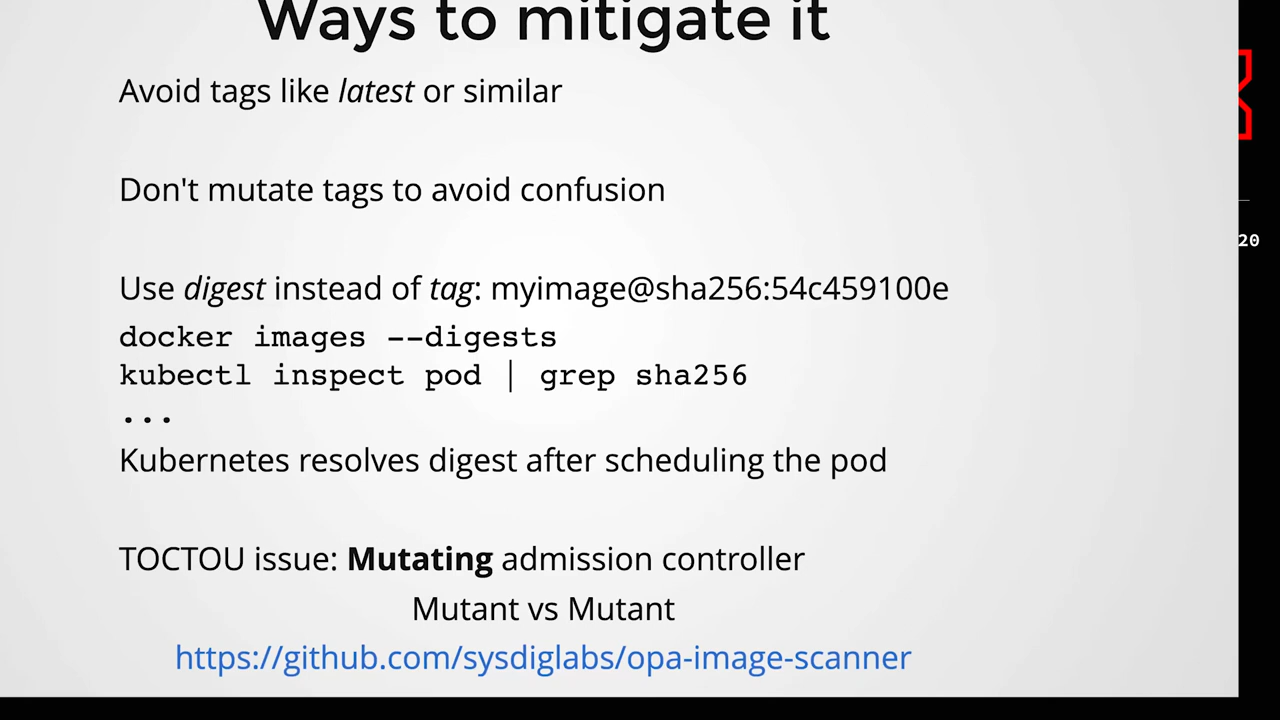 Ways to mitigate it
Avoid tags like latest or similar
Don't mutate tags to avoid confusion
Use digest instead of tag: myimage@sha256:54c459100e
docker images --digests
kubectl inspect pod | grep sha256
...
Kubernetes resolves digest after scheduling the pod
TOCTOU issue: Mutating admission controller
Mutant vs Mutant
https://github.com/sysdiglabs/opa-image-scanner
20